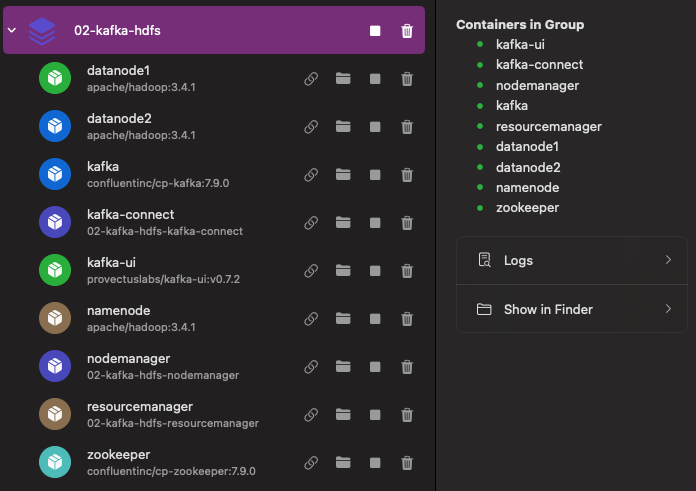 02-kafka-hdfs
datanode1
apache/hadoop:3.4.1
datanode2
apache/hadoop:3.4.1
kafka
confluentinc/cp-kafka:7.9.0
kafka-connect
02-kafka-hdfs-kafka-connect
kafka-ui
provectuslabs/kafka-ui:v0.7.2
namenode
apache/hadoop:3.4.1
nodemanager
02-kafka-hdfs-nodemanager
resourcemanager
02-kafka-hdfs-resourcemanager
zookeeper
confluentinc/cp-zookeeper:7.9.0
Containers in Group
kafka-ui
kafka-connect
nodemanager
kafka
resourcemanager
datanode1
datanode2
namenode
zookeeper
Logs
Show in Finder